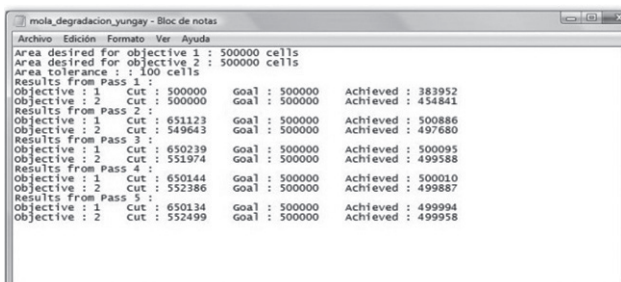 mola_degradacion_yungay - Bloc de notas
Archivo Edición Formato Ver Ayuda
Area desired for objective 1 : 500000 cells
Area desired for objective 2 : 500000 cells
Area tolerance : : 100 cells
Results from Pass 1 :
Objective : 1 Cut : 500000 Goal : 500000 Achieved : 383952
Objective : 2 Cut : 500000 Goal : 500000 Achieved : 454841
Results from Pass 2 :
Objective : 1 Cut : 651123 Goal : 500000 Achieved : 500886
Objective : 2 Cut : 549643 Goal : 500000 Achieved : 497680
Results from Pass 3 :
Objective : 1 Cut : 650239 Goal : 500000 Achieved : 500095
Objective : 2 Cut : 551974 Goal : 500000 Achieved : 499588
Results from Pass 4 :
Objective : 1 Cut : 650144 Goal : 500000 Achieved : 500010
Objective : 2 Cut : 552386 Goal : 500000 Achieved : 499887
Results from Pass 5 :
Objective : 1 Cut : 650134 Goal : 500000 Achieved : 499994
Objective : 2 Cut : 552499 Goal : 500000 Achieved : 499958